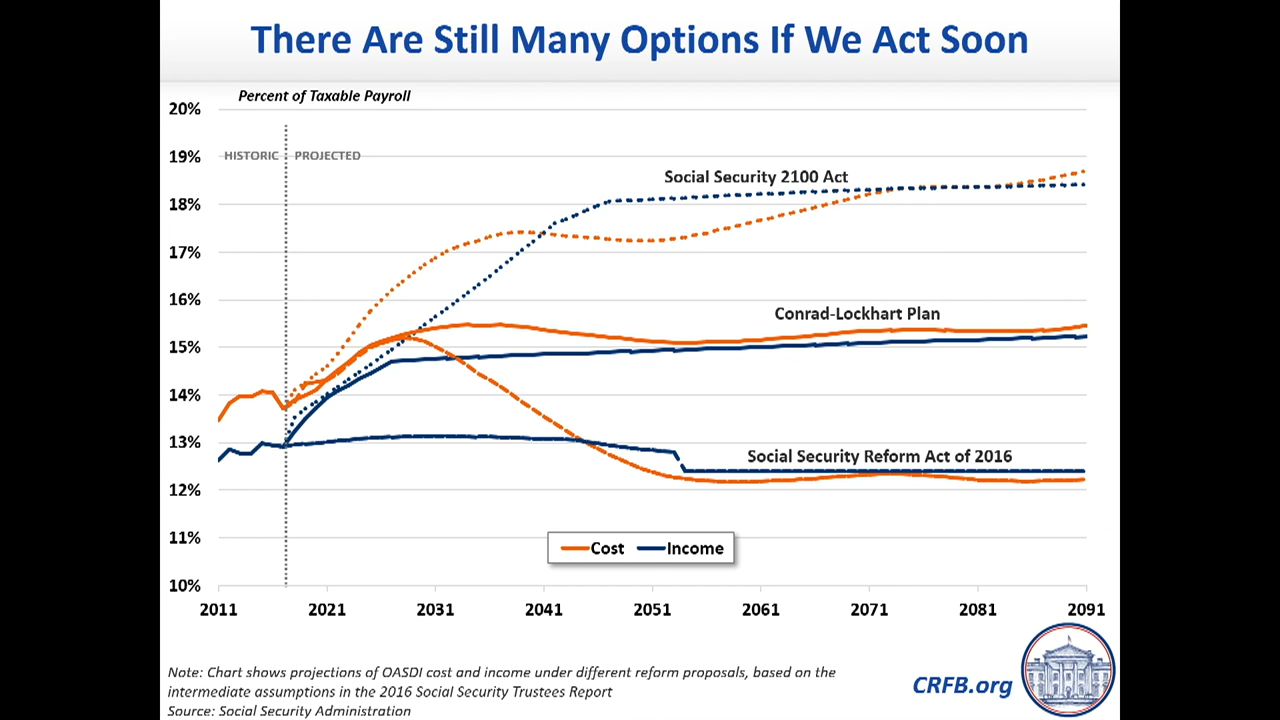 There Are Still Many Options If We Act Soon
Percent of Taxable Payroll
20%
19%
18%
17%
16%
15%
14%
13%
12%
11%
10%
HISTORIC
PROJECTED
Social Security 2100 Act
Conrad-Lockhart Plan
Social Security Reform Act of 2016
Cost
Income
2011
2021
2031
2041
2051
2061
2071
2081
2091
Note: Chart shows projections of OASDI cost and income under different reform proposals, based on the
intermediate assumptions in the 2016 Social Security Trustees Report
Source: Social Security Administration
CRFB.org